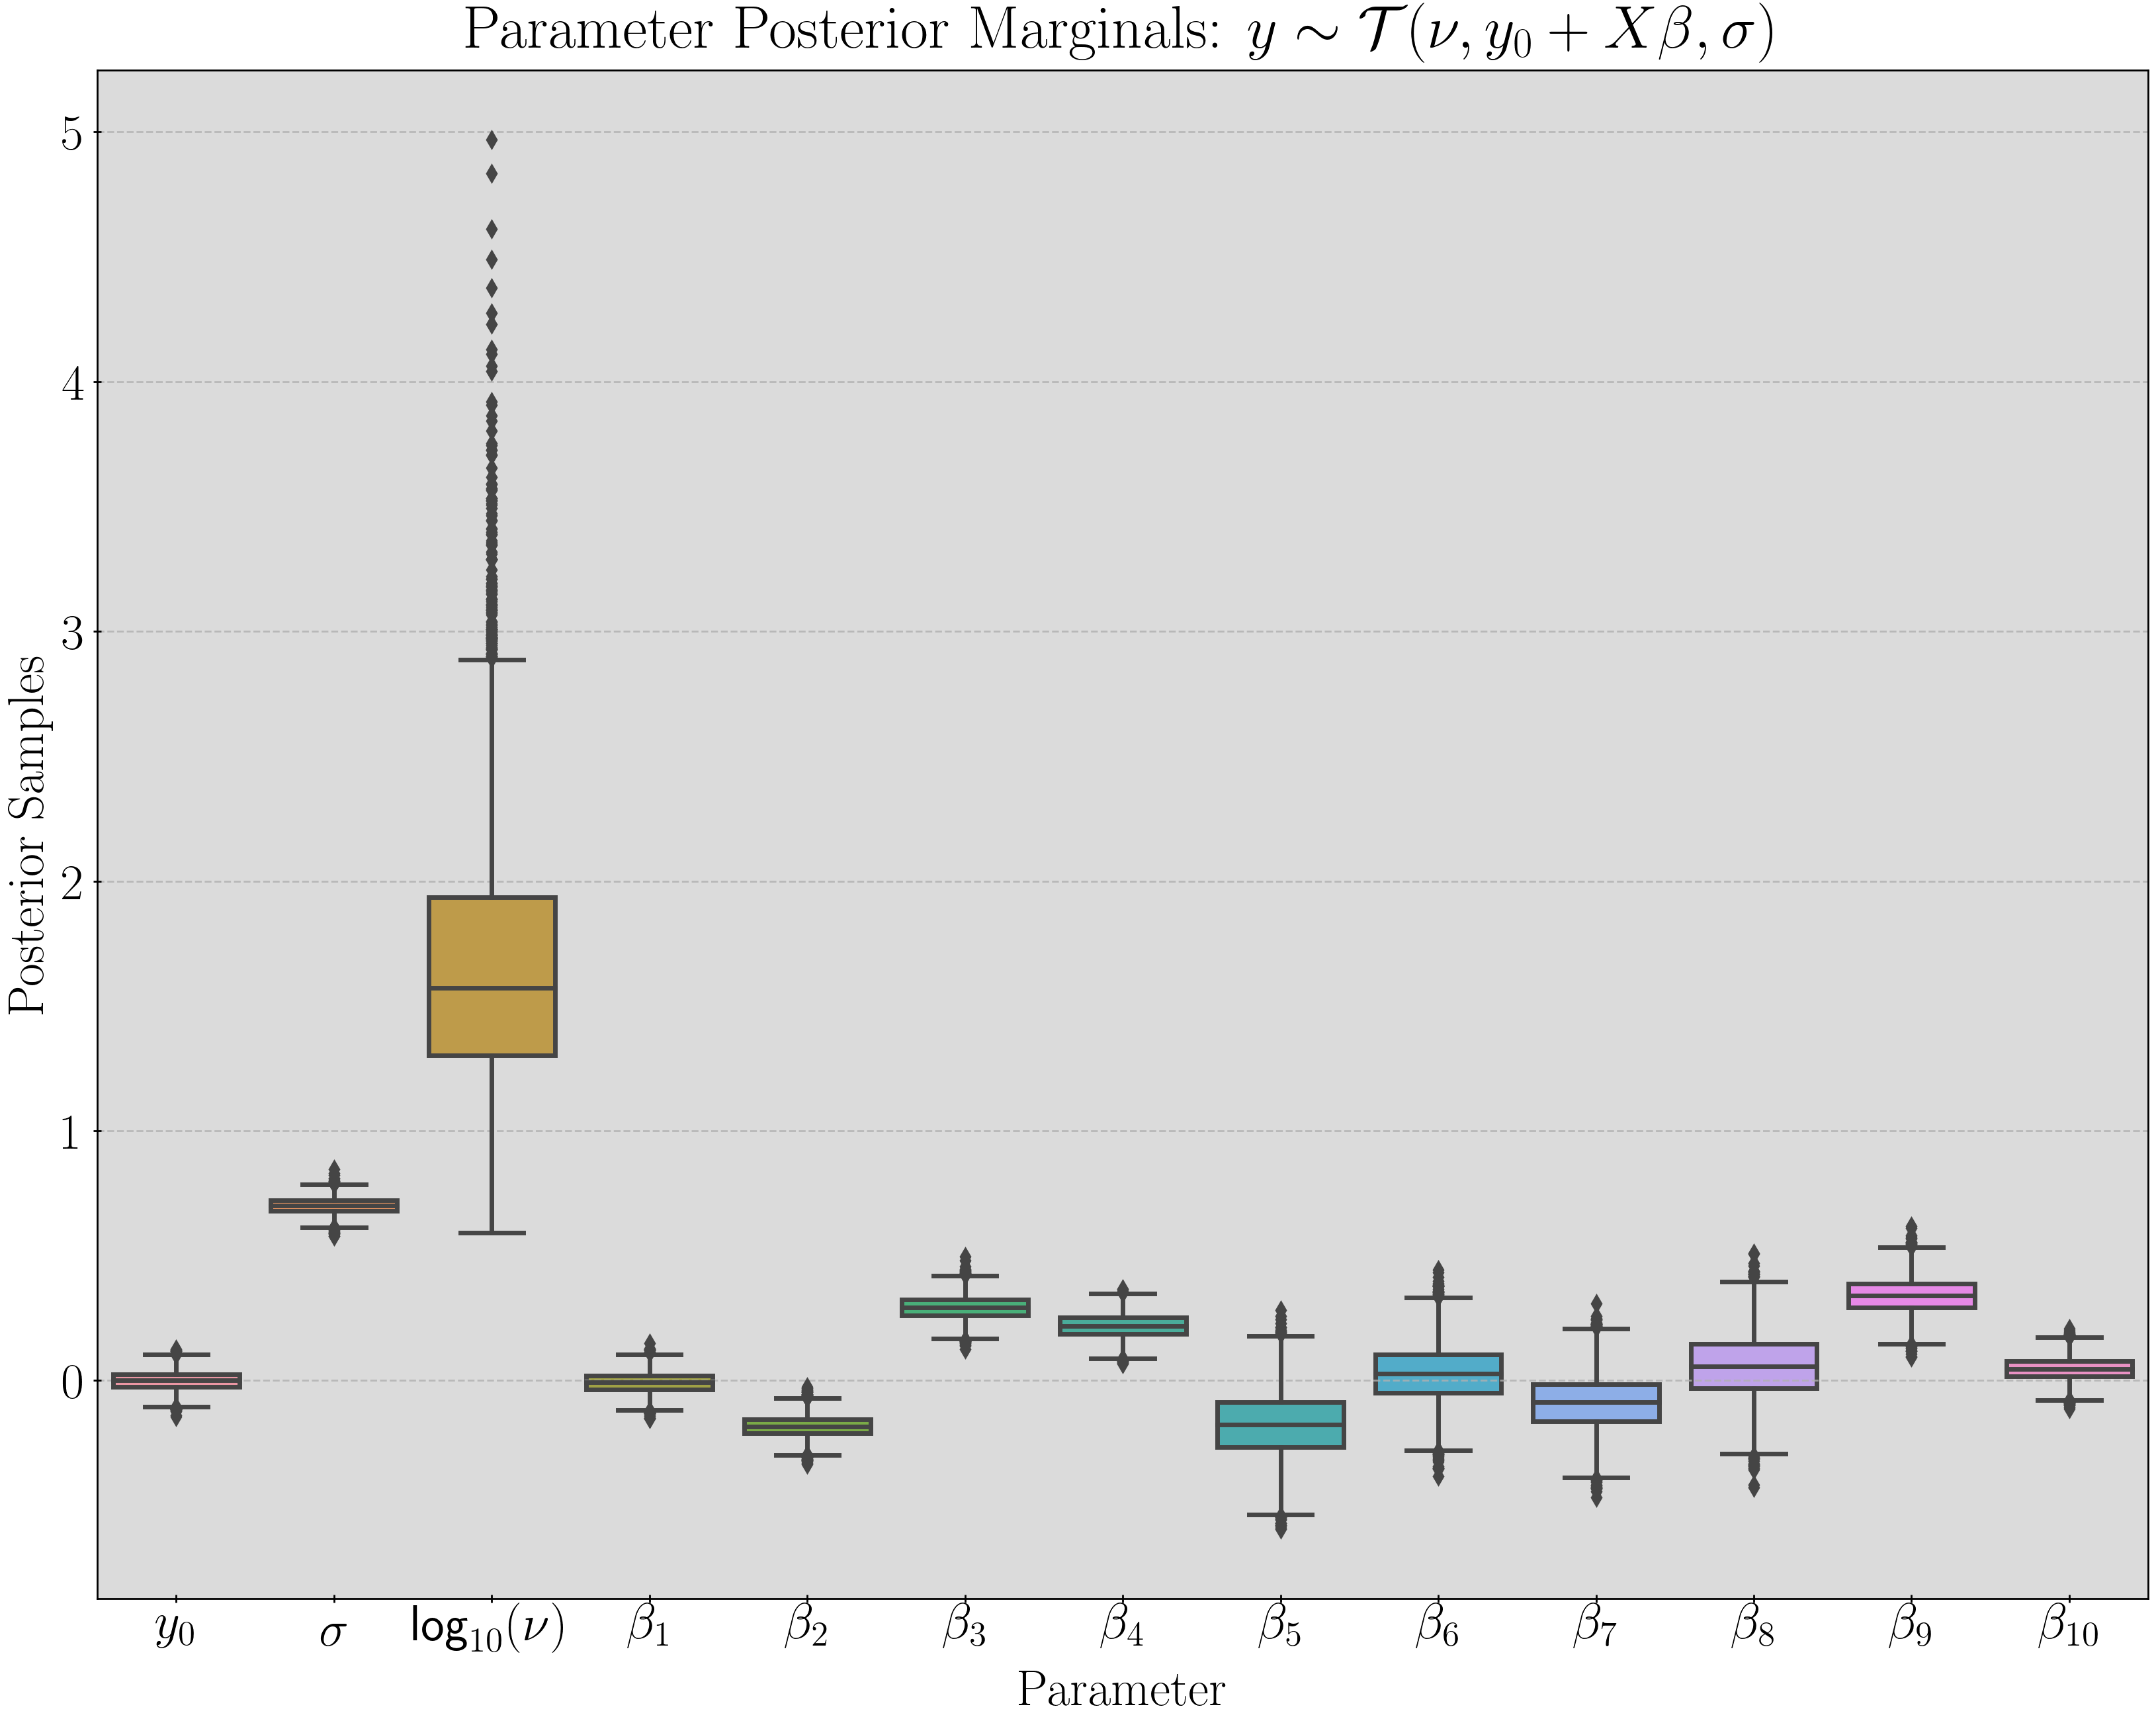 Parameter Posterior Marginals: y ∼ 𝒯(ν, y₀ + Xβ, σ)
5
4
3
2
1
0
Posterior Samples
y₀ σ log₁₀(ν) β₁ β₂ β₃ β₄ β₅ β₆ β₇ β₈ β₉ β₁₀
Parameter